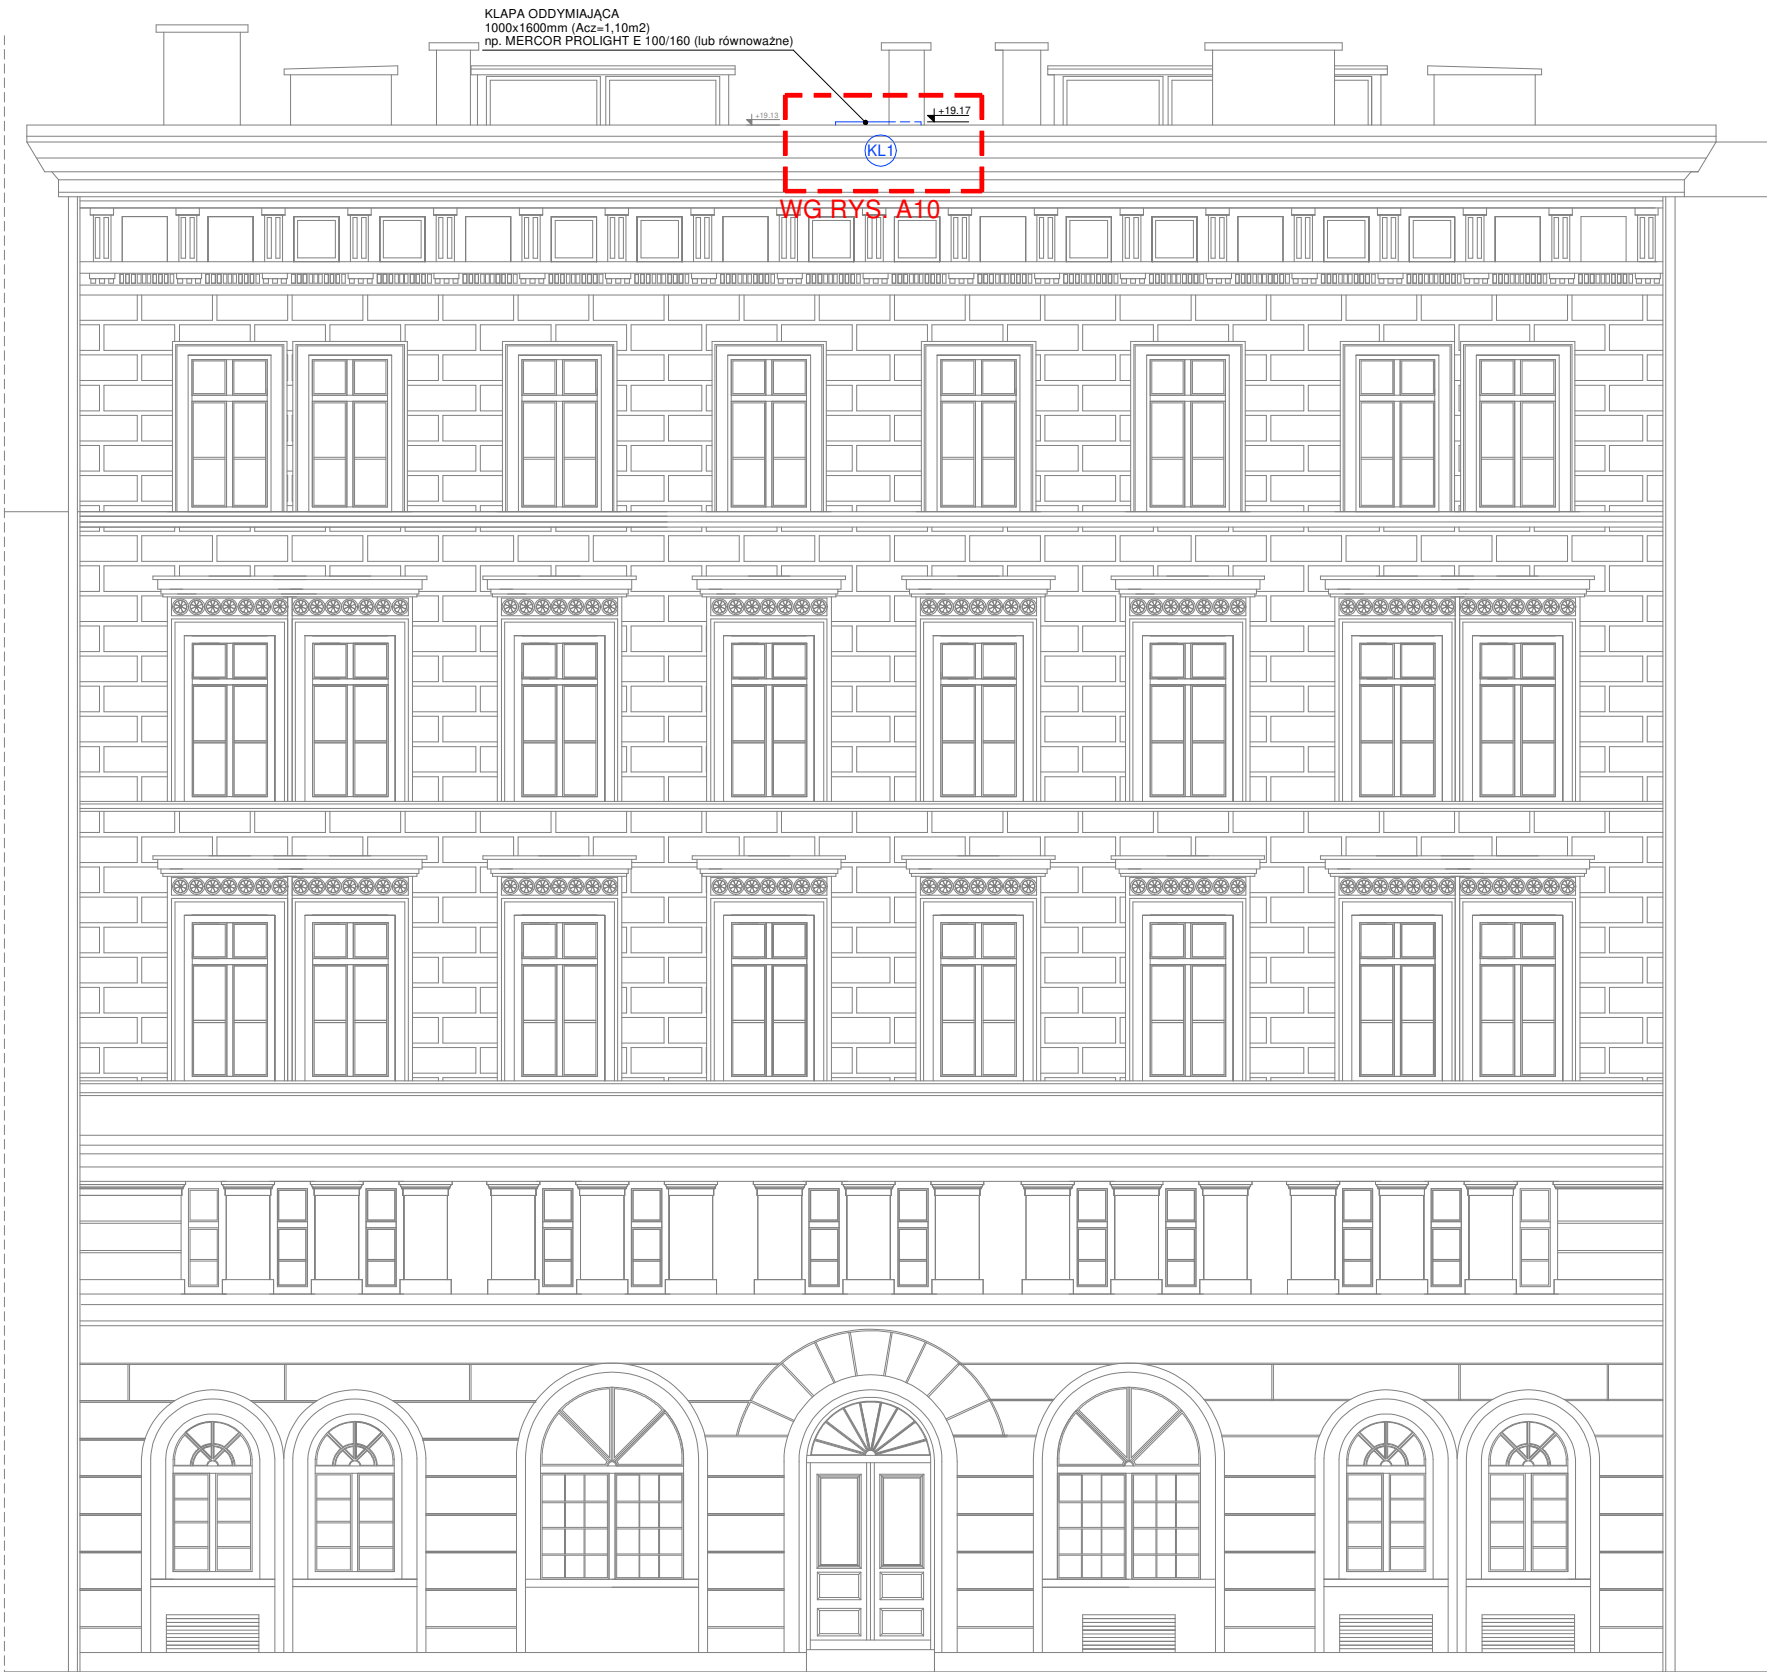 KLAPA ODDYMIAJĄCA
1000x1600mm (Acz=1,10m2)
np. MERCOR PROLIGHT E 100/160 (lub równoważne)
+19.13
+19.17
KL1
WG RYS. A10